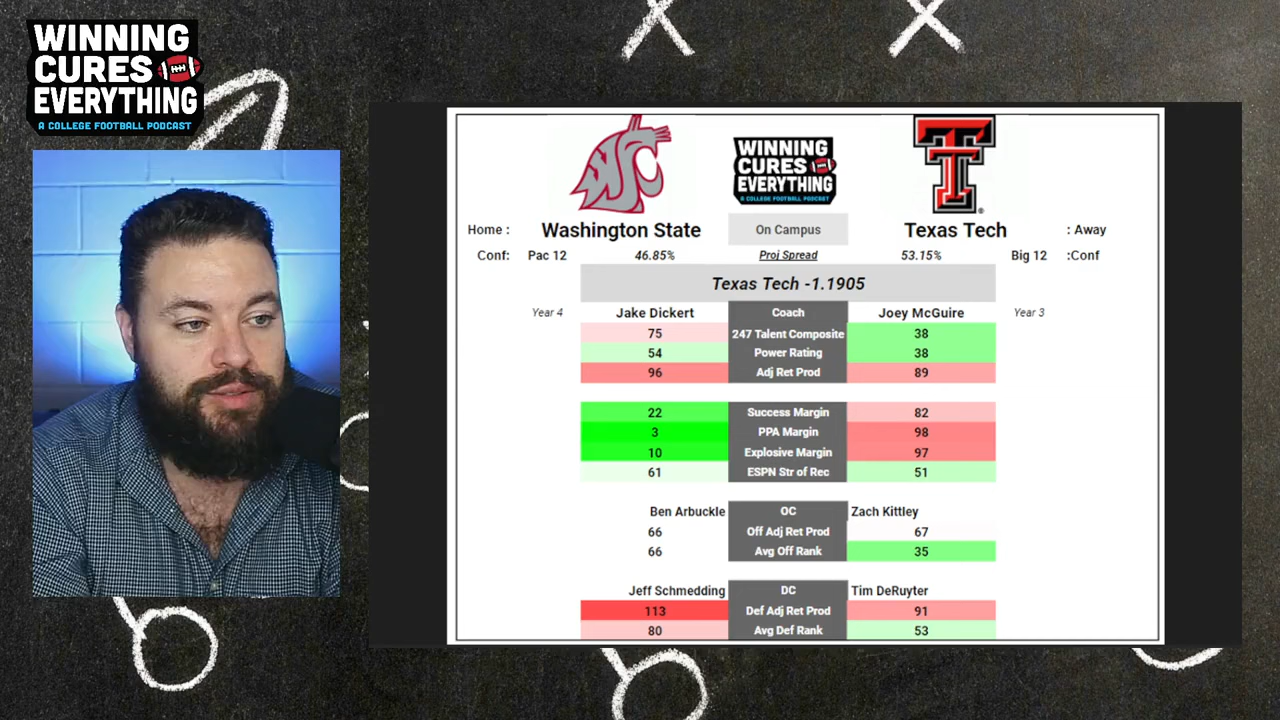 WINNING
CURES
EVERYTHING
A COLLEGE FOOTBALL PODCAST
WINNING
CURES
EVERYTHING
A COLLEGE FOOTBALL PODCAST
Home : Washington State On Campus Texas Tech : Away
Conf: Pac 12 46.85% Proj Spread 53.15% Big 12 :Conf
Texas Tech -1.1905
Year 4 Jake Dickert Coach Joey McGuire Year 3
75 247 Talent Composite 38
54 Power Rating 38
96 Adj Ret Prod 89
22 Success Margin 82
3 PPA Margin 98
10 Explosive Margin 97
61 ESPN Str of Rec 51
Ben Arbuckle OC Zach Kittley
66 Off Adj Ret Prod 67
66 Avg Off Rank 35
Jeff Schmedding DC Tim DeRuyter
113 Def Adj Ret Prod 91
80 Avg Def Rank 53